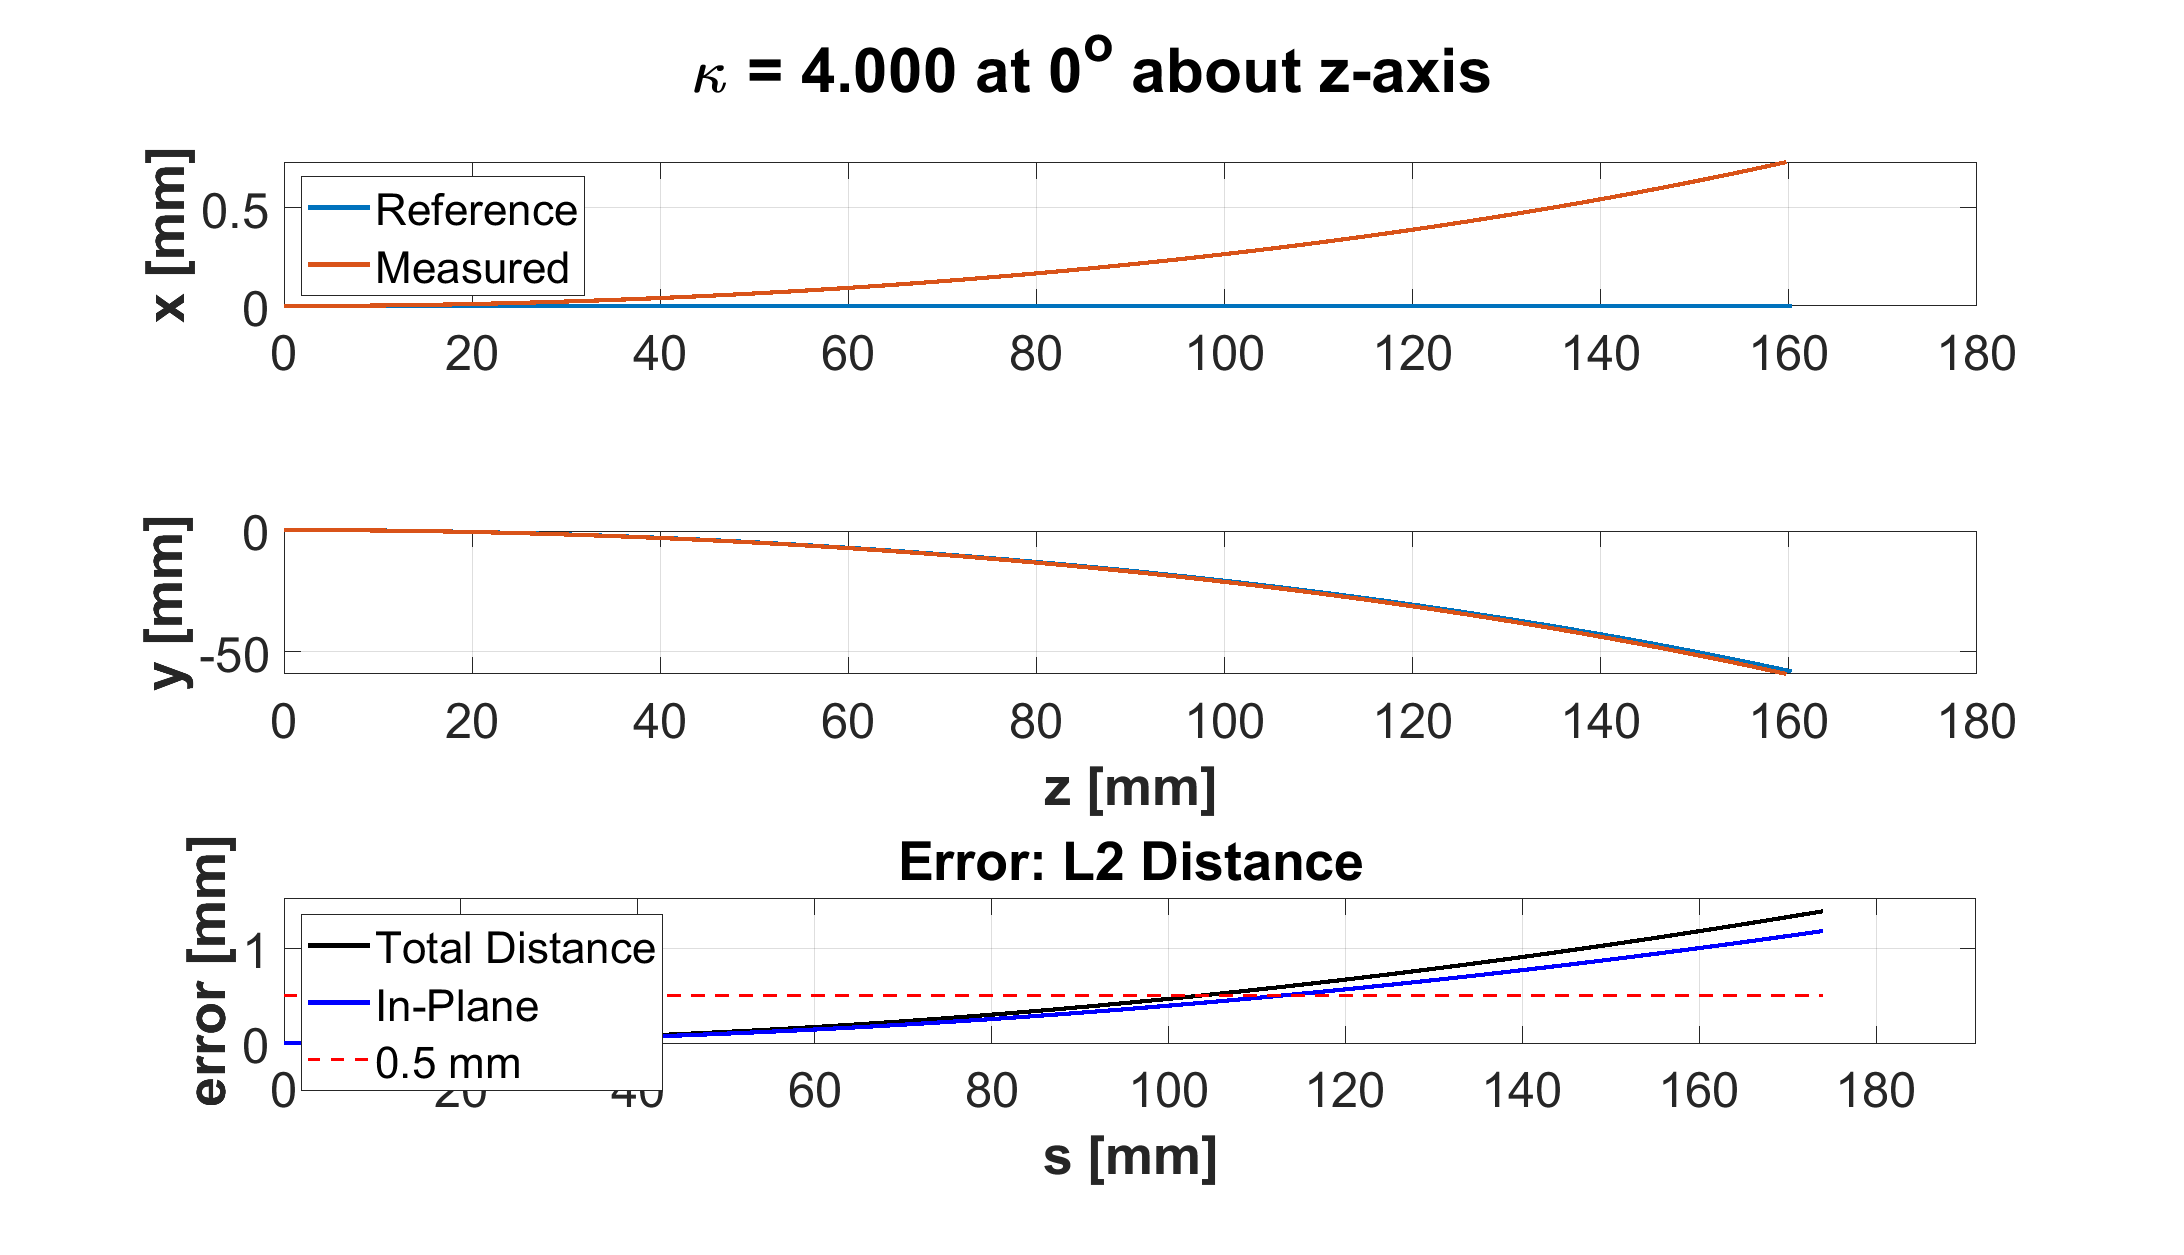 κ = 4.000 at 0° about z-axis
x [mm]
0.5
0
Reference
Measured
0 20 40 60 80 100 120 140 160 180
y [mm]
0
-50
0 20 40 60 80 100 120 140 160 180
z [mm]
Error: L2 Distance
error [mm]
1
0
Total Distance
In-Plane
0.5 mm
0 20 40 60 80 100 120 140 160 180
s [mm]